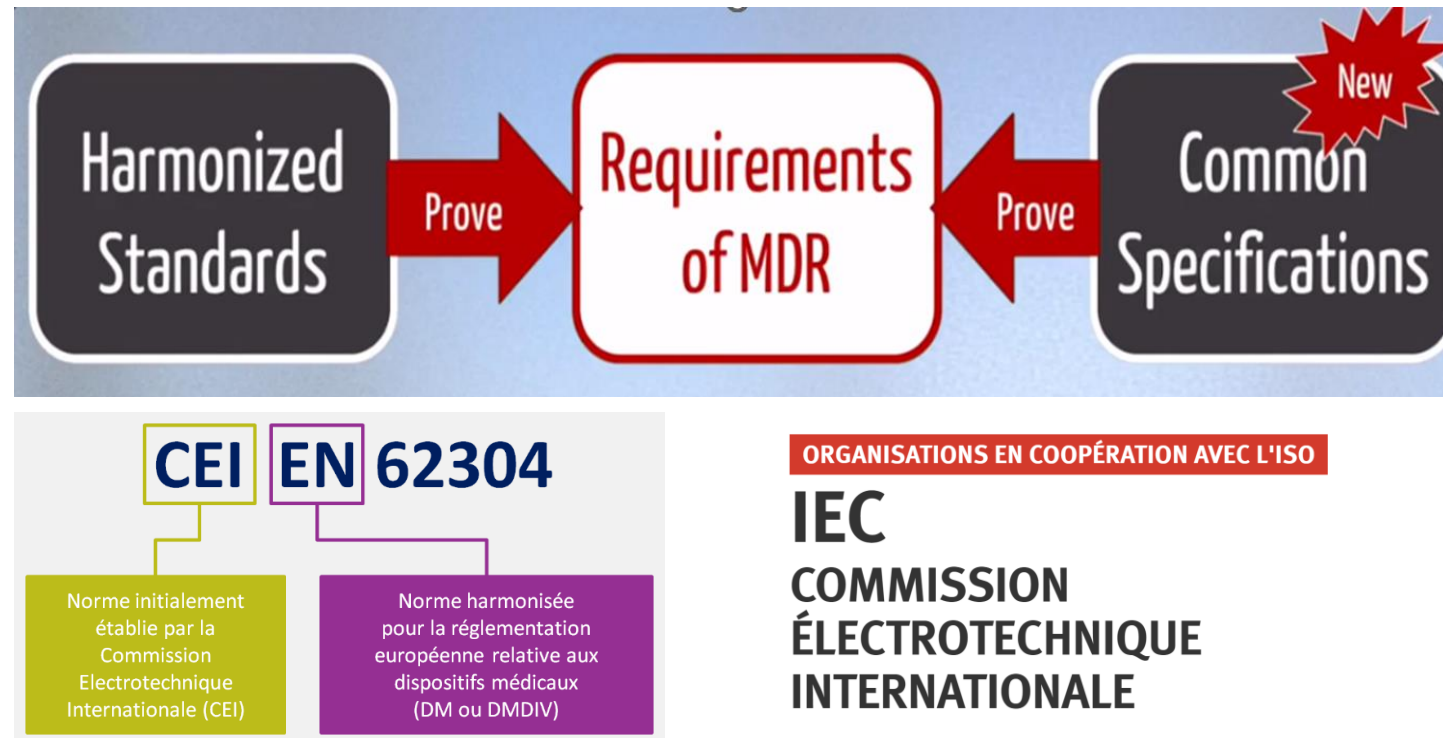 Harmonized
Standards
Prove
Requirements
of MDR
Prove
New
Common
Specifications
CEI EN 62304
Norme initialement
établie par la
Commission
Electrotechnique
Internationale (CEI)
Norme harmonisée
pour la réglementation
européenne relative aux
dispositifs médicaux
(DM ou DMDIV)
ORGANISATIONS EN COOPÉRATION AVEC L'ISO
IEC
COMMISSION
ÉLECTROTECHNIQUE
INTERNATIONALE